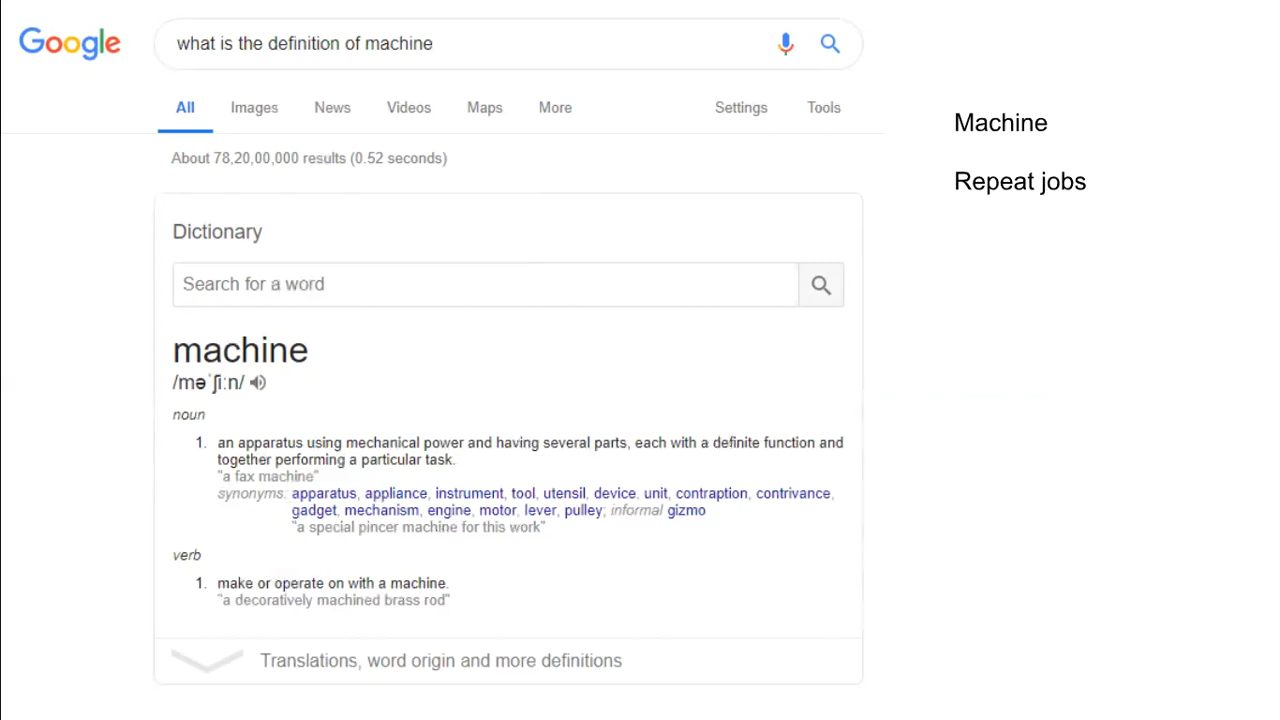 Google
what is the definition of machine
All Images News Videos Maps More Settings Tools
About 78,20,00,000 results (0.52 seconds)
Dictionary
Search for a word
machine
/məˈʃiːn/
noun
1. an apparatus using mechanical power and having several parts, each with a definite function and
together performing a particular task.
"a fax machine"
synonyms: apparatus, appliance, instrument, tool, utensil, device, unit, contraption, contrivance,
gadget, mechanism, engine, motor, lever, pulley; informal gizmo
"a special pincer machine for this work"
verb
1. make or operate on with a machine.
"a decoratively machined brass rod"
Translations, word origin and more definitions
Machine
Repeat jobs